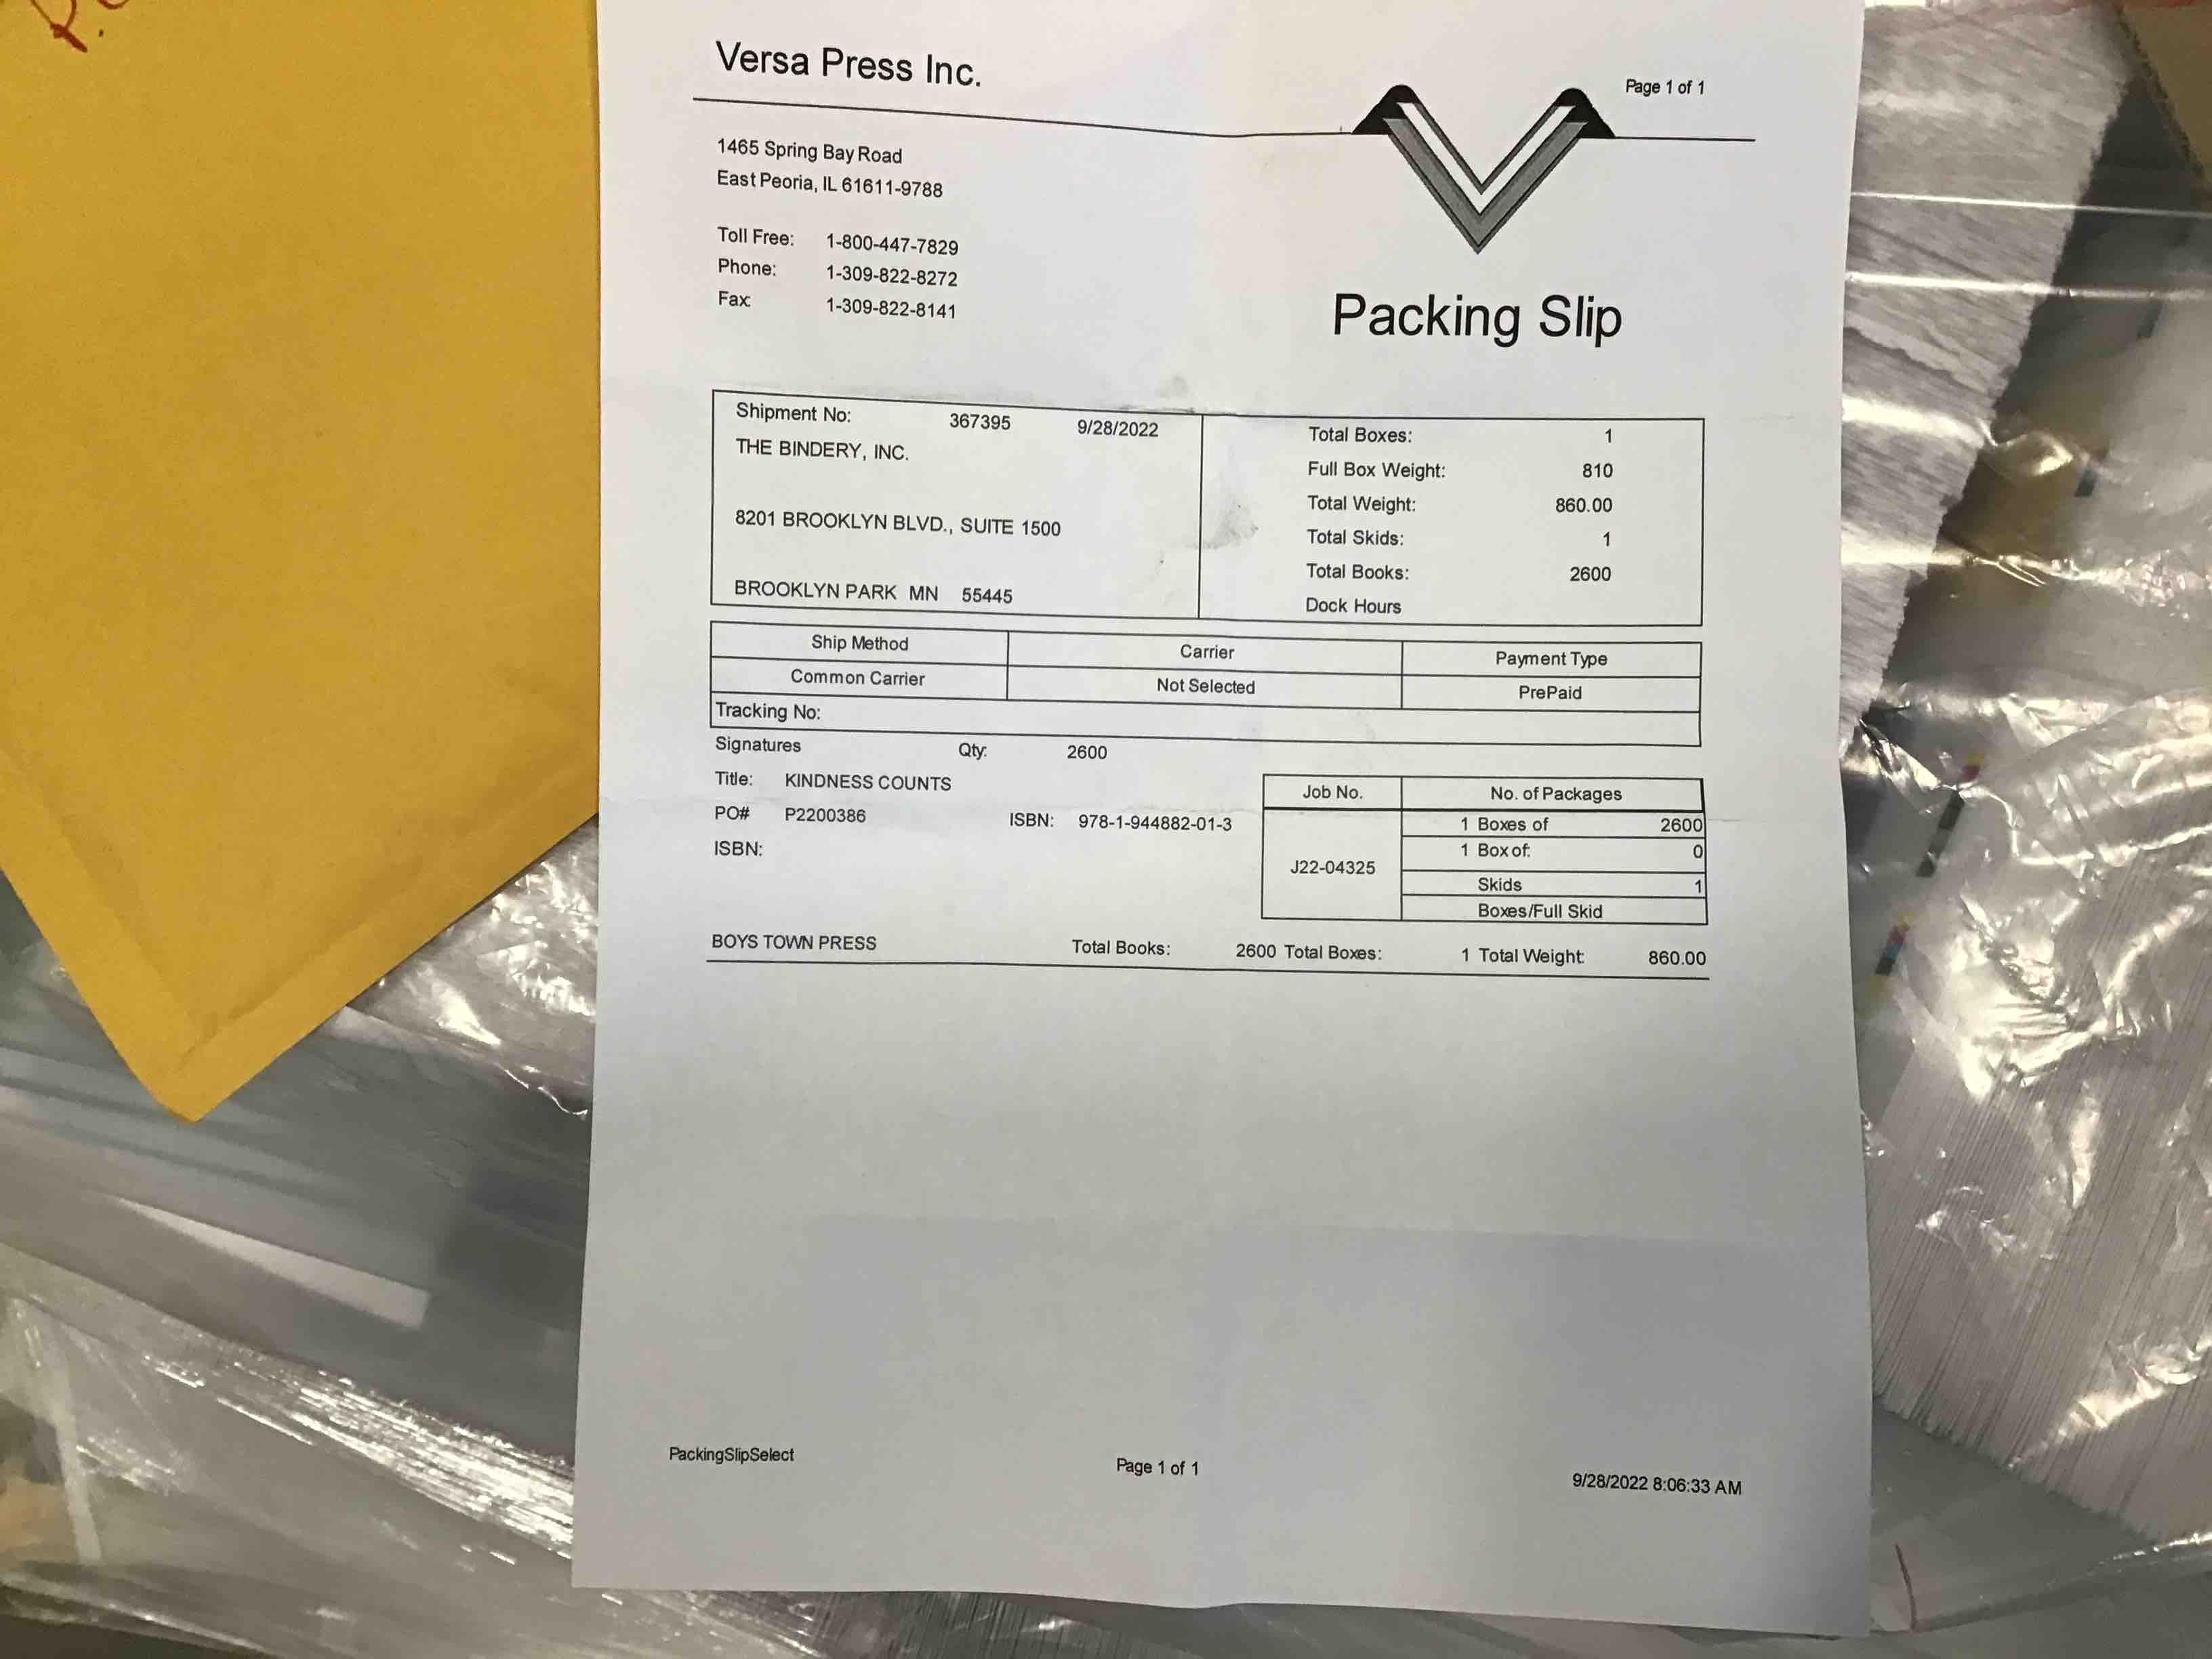 P.
Versa Press Inc.
Page 1 of 1
1465 Spring Bay Road
East Peoria, IL 61611-9788
Toll Free: 1-800-447-7829
Phone: 1-309-822-8272
Fax: 1-309-822-8141
Packing Slip
Shipment No: 367395 9/28/2022
THE BINDERY, INC.
8201 BROOKLYN BLVD., SUITE 1500
BROOKLYN PARK MN 55445
Total Boxes: 1
Full Box Weight: 810
Total Weight: 860.00
Total Skids: 1
Total Books: 2600
Dock Hours
Ship Method Carrier Payment Type
Common Carrier Not Selected PrePaid
Tracking No:
Signatures Qty: 2600
Title: KINDNESS COUNTS
PO# P2200386 ISBN: 978-1-944882-01-3
ISBN:
Job No. No. of Packages
J22-04325
1 Boxes of 2600
1 Box of: 0
Skids 1
Boxes/Full Skid
BOYS TOWN PRESS Total Books: 2600 Total Boxes: 1 Total Weight: 860.00
PackingSlipSelect Page 1 of 1 9/28/2022 8:06:33 AM